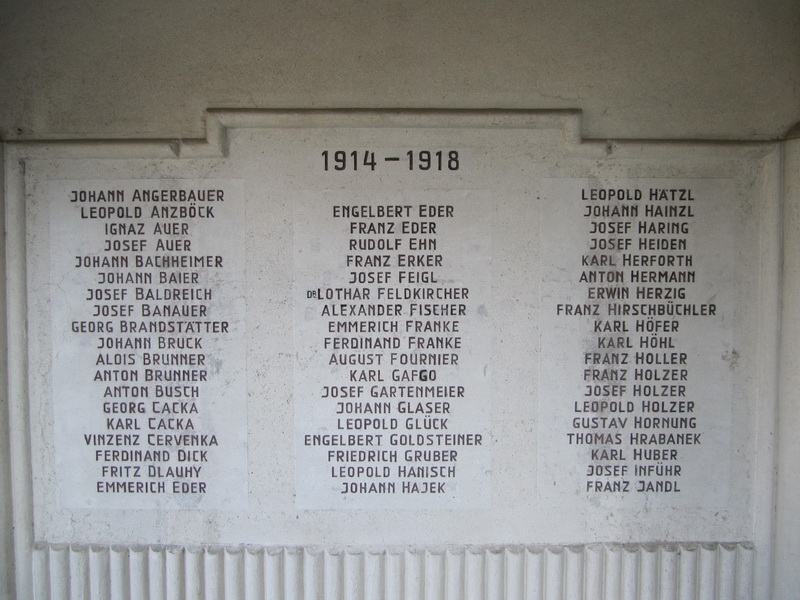 1914 – 1918
JOHANN ANGERBAUER
LEOPOLD ANZBÖCK
IGNAZ AUER
JOSEF AUER
JOHANN BACHHEIMER
JOHANN BAIER
JOSEF BALDREICH
JOSEF BANAUER
GEORG BRANDSTÄTTER
JOHANN BRUCK
ALOIS BRUNNER
ANTON BRUNNER
ANTON BUSCH
GEORG CACKA
KARL CACKA
VINZENZ CERVENKA
FERDINAND DICK
FRITZ DLAUHY
EMMERICH EDER
ENGELBERT EDER
FRANZ EDER
RUDOLF EHN
FRANZ ERKER
JOSEF FEIGL
DR LOTHAR FELDKIRCHER
ALEXANDER FISCHER
EMMERICH FRANKE
FERDINAND FRANKE
AUGUST FOURNIER
KARL GAFGO
JOSEF GARTENMEIER
JOHANN GLASER
LEOPOLD GLÜCK
ENGELBERT GOLDSTEINER
FRIEDRICH GRUBER
LEOPOLD HANISCH
JOHANN HAJEK
LEOPOLD HÄTZL
JOHANN HAINZL
JOSEF HARING
JOSEF HEIDEN
KARL HERFORTH
ANTON HERMANN
ERWIN HERZIG
FRANZ HIRSCHBÜCHLER
KARL HÖFER
KARL HÖHL
FRANZ HOLLER
FRANZ HOLZER
JOSEF HOLZER
LEOPOLD HOLZER
GUSTAV HORNUNG
THOMAS HRABANEK
KARL HUBER
JOSEF INFÜHR
FRANZ JANDL